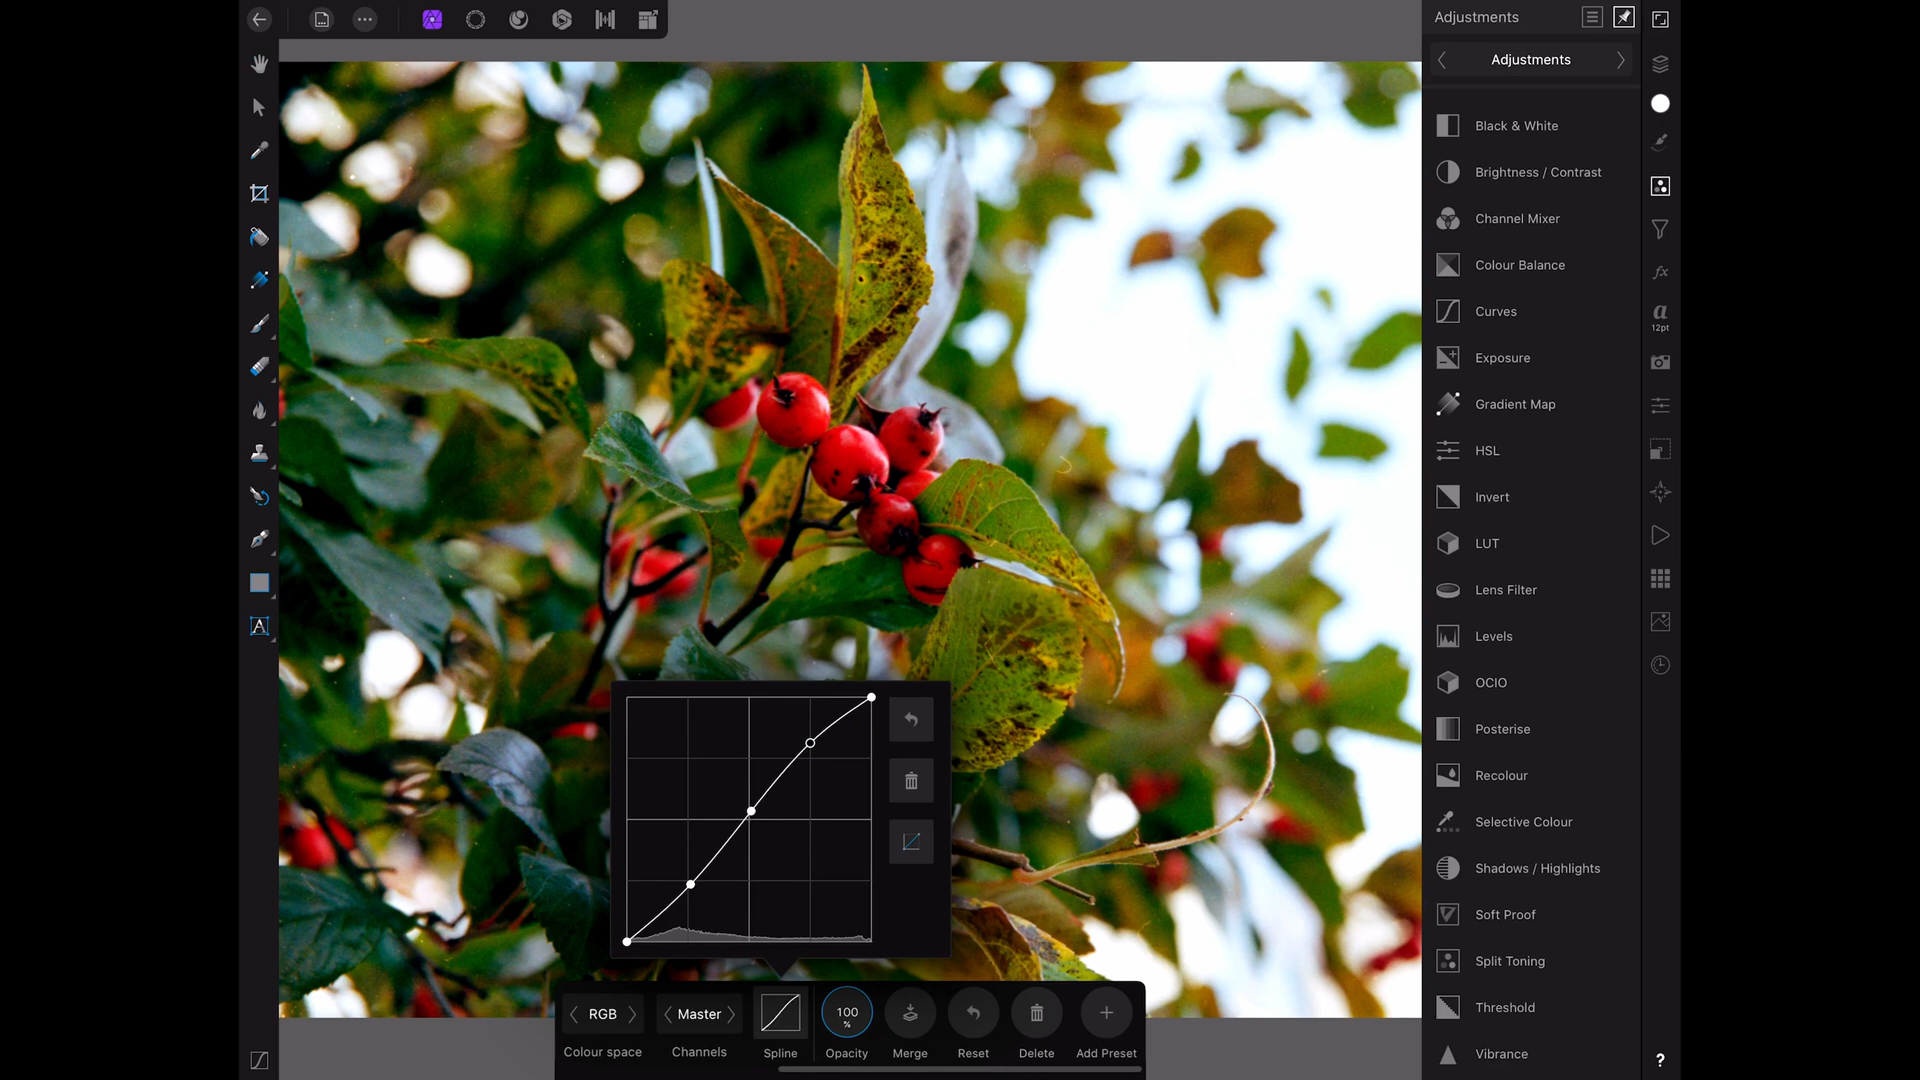 Adjustments
Adjustments
Black & White
Brightness / Contrast
Channel Mixer
Colour Balance
Curves
Exposure
Gradient Map
HSL
Invert
LUT
Lens Filter
Levels
OCIO
Posterise
Recolour
Selective Colour
Shadows / Highlights
Soft Proof
Split Toning
Threshold
Vibrance
fx
a
12pt
?
A
RGB
Master
100
%
Colour space
Channels
Spline
Opacity
Merge
Reset
Delete
Add Preset